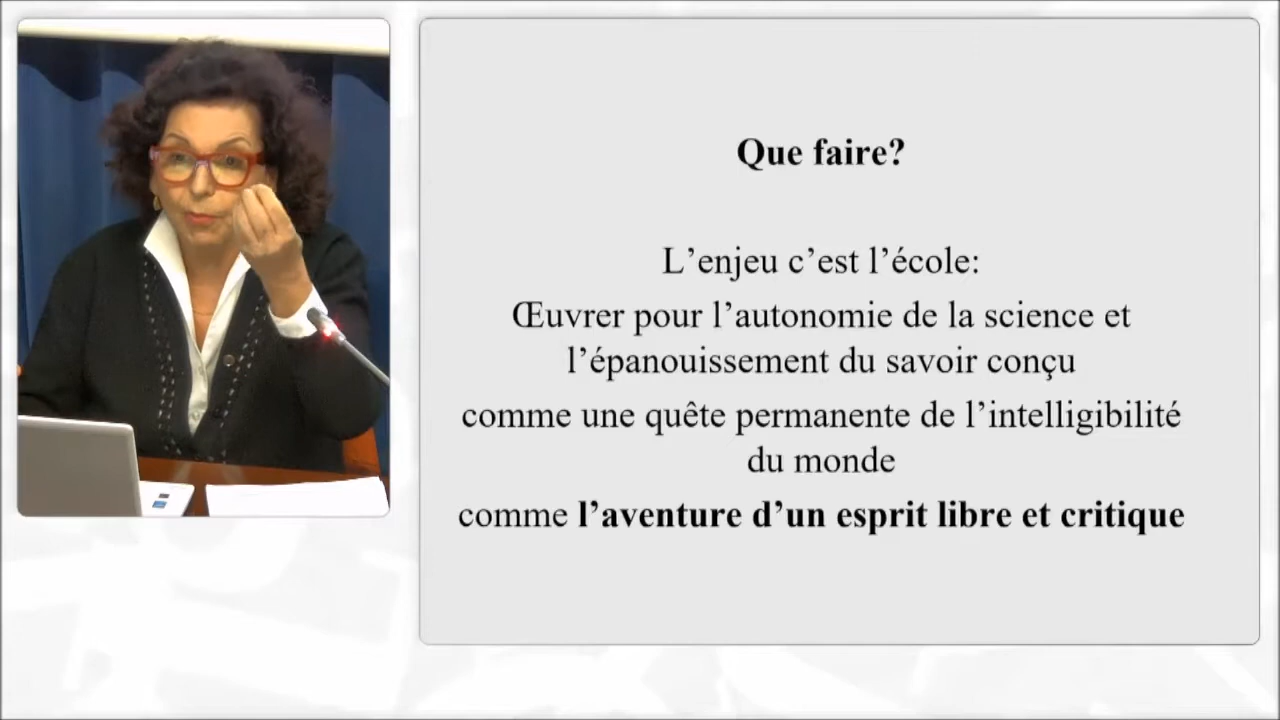 Que faire?
L’enjeu c’est l’école:
Œuvrer pour l’autonomie de la science et
l’épanouissement du savoir conçu
comme une quête permanente de l’intelligibilité
du monde
comme l’aventure d’un esprit libre et critique